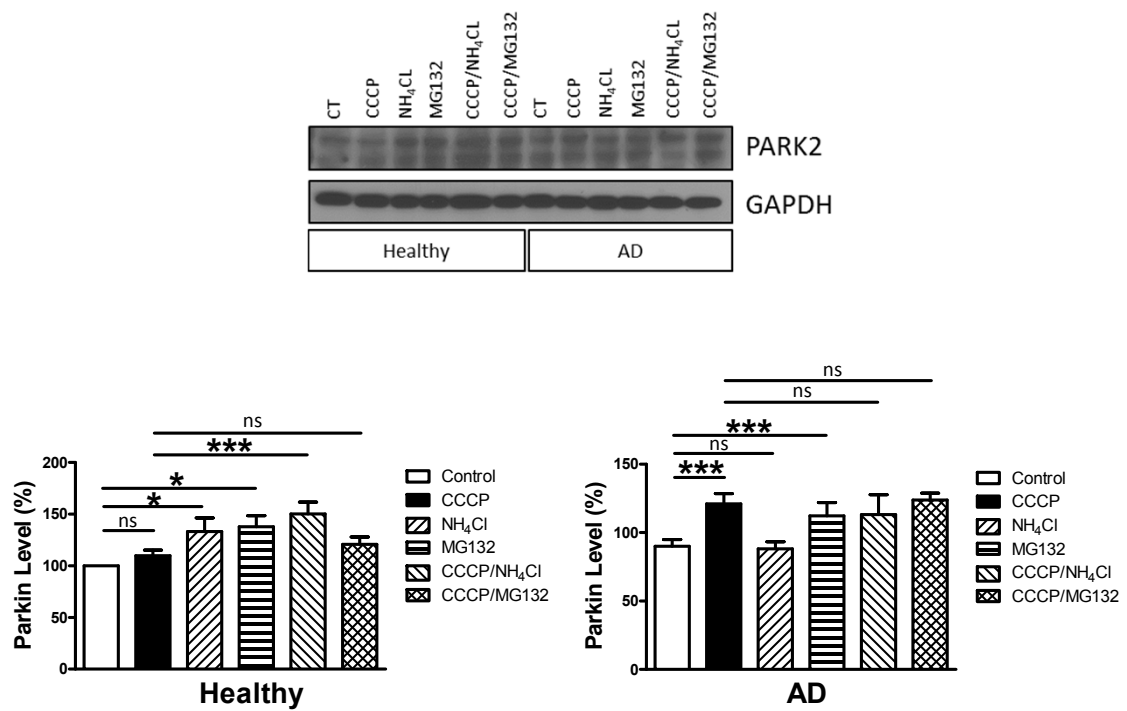 CT
CCCP
NH₄CL
MG132
CCCP/NH₄CL
CCCP/MG132
CT
CCCP
NH₄CL
MG132
CCCP/NH₄CL
CCCP/MG132
PARK2
GAPDH
Healthy
AD
ns
***
*
*
ns
200
150
100
50
0
Parkin Level (%)
Healthy
Control
CCCP
NH₄Cl
MG132
CCCP/NH₄Cl
CCCP/MG132
ns
ns
***
ns
***
150
100
50
0
Parkin Level (%)
AD
Control
CCCP
NH₄Cl
MG132
CCCP/NH₄Cl
CCCP/MG132